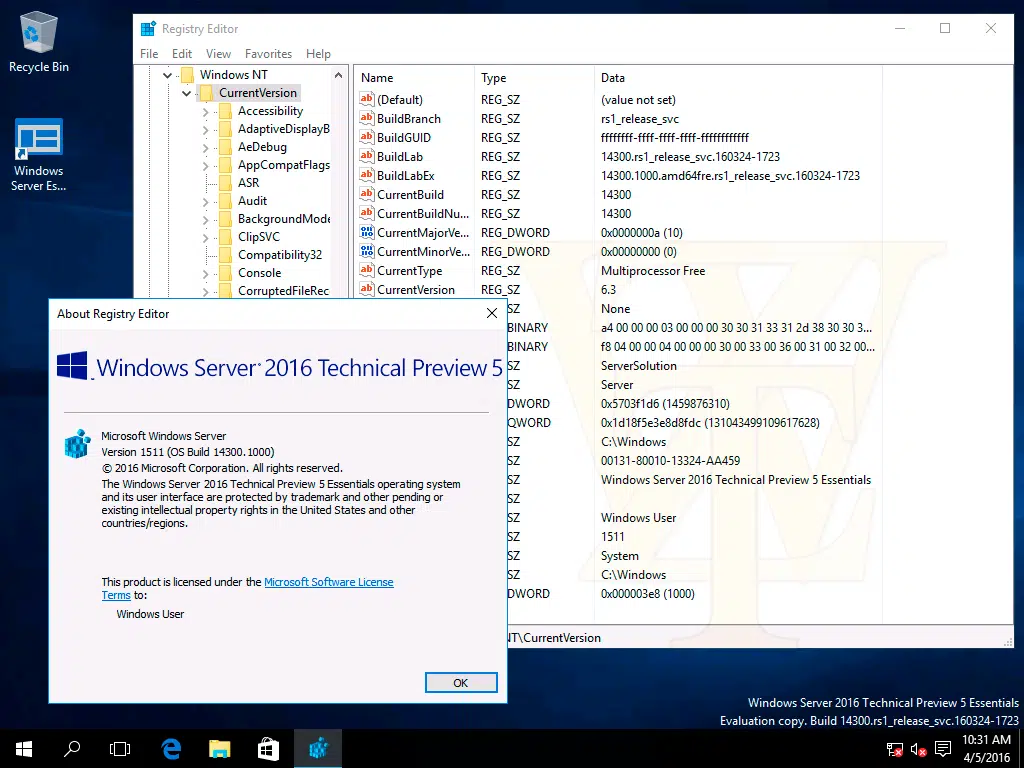 Recycle Bin
Windows
Server Es...
Registry Editor
File Edit View Favorites Help
Windows NT
CurrentVersion
Accessibility
AdaptiveDisplayB
AeDebug
AppCompatFlags
ASR
Audit
BackgroundMode
ClipSVC
Compatibility32
Console
CorruptedFileRec
Name Type Data
(Default) REG_SZ (value not set)
BuildBranch REG_SZ rs1_release_svc
BuildGUID REG_SZ ffffffff-ffff-ffff-ffff-ffffffffffff
BuildLab REG_SZ 14300.rs1_release_svc.160324-1723
BuildLabEx REG_SZ 14300.1000.amd64fre.rs1_release_svc.160324-1723
CurrentBuild REG_SZ 14300
CurrentBuildNu... REG_SZ 14300
CurrentMajorVe... REG_DWORD 0x0000000a (10)
CurrentMinorVe... REG_DWORD 0x00000000 (0)
CurrentType REG_SZ Multiprocessor Free
CurrentVersion REG_SZ 6.3
SZ None
BINARY a4 00 00 00 03 00 00 00 30 30 31 33 31 2d 38 30 30 3...
BINARY f8 04 00 00 04 00 00 00 30 00 33 00 36 00 31 00 32 00...
SZ ServerSolution
SZ Server
DWORD 0x5703f1d6 (1459876310)
QWORD 0x1d18f5e3e8d8fdc (131043499109617628)
SZ C:\Windows
SZ 00131-80010-13324-AA459
SZ Windows Server 2016 Technical Preview 5 Essentials
SZ
SZ Windows User
SZ 1511
SZ System
SZ C:\Windows
DWORD 0x000003e8 (1000)
NT\CurrentVersion
About Registry Editor
Windows Server® 2016 Technical Preview 5
Microsoft Windows Server
Version 1511 (OS Build 14300.1000)
© 2016 Microsoft Corporation. All rights reserved.
The Windows Server 2016 Technical Preview 5 Essentials operating system
and its user interface are protected by trademark and other pending or
existing intellectual property rights in the United States and other
countries/regions.
This product is licensed under the Microsoft Software License
Terms to:
Windows User
OK
Windows Server 2016 Technical Preview 5 Essentials
Evaluation copy. Build 14300.rs1_release_svc.160324-1723
10:31 AM
4/5/2016